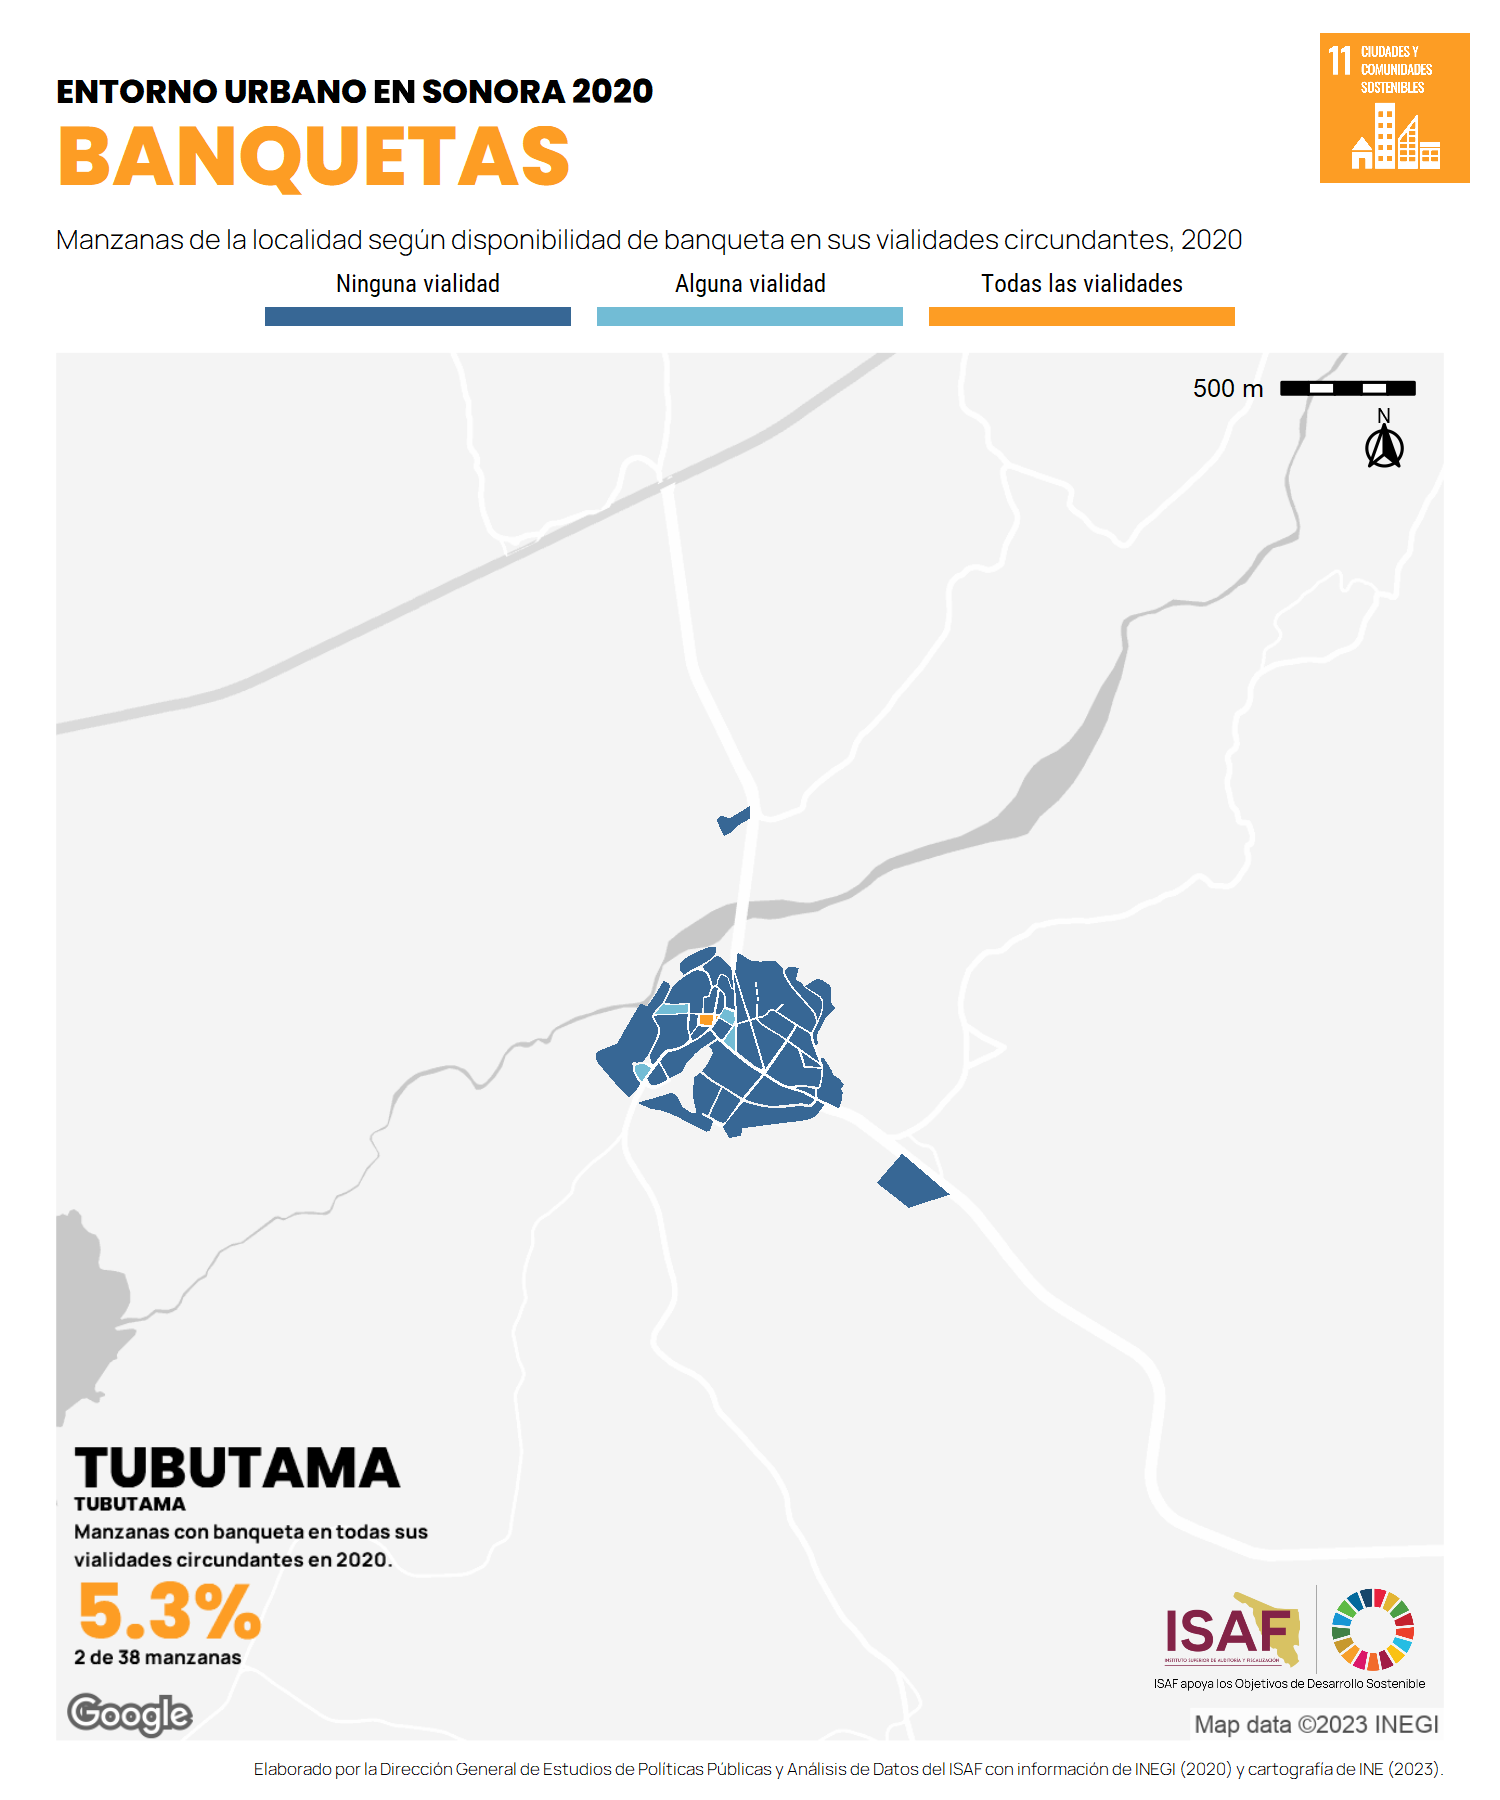 ENTORNO URBANO EN SONORA 2020
BANQUETAS
11 CIUDADES Y
COMUNIDADES
SOSTENIBLES
Manzanas de la localidad según disponibilidad de banqueta en sus vialidades circundantes, 2020
Ninguna vialidad Alguna vialidad Todas las vialidades
500 m
N
TUBUTAMA
TUBUTAMA
Manzanas con banqueta en todas sus
vialidades circundantes en 2020.
5.3%
2 de 38 manzanas
Google
ISAF
INSTITUTO SUPERIOR DE AUDITORÍA Y FISCALIZACIÓN
ISAF apoya los Objetivos de Desarrollo Sostenible
Map data ©2023 INEGI
Elaborado por la Dirección General de Estudios de Políticas Públicas y Análisis de Datos del ISAF con información de INEGI (2020) y cartografía de INE (2023).